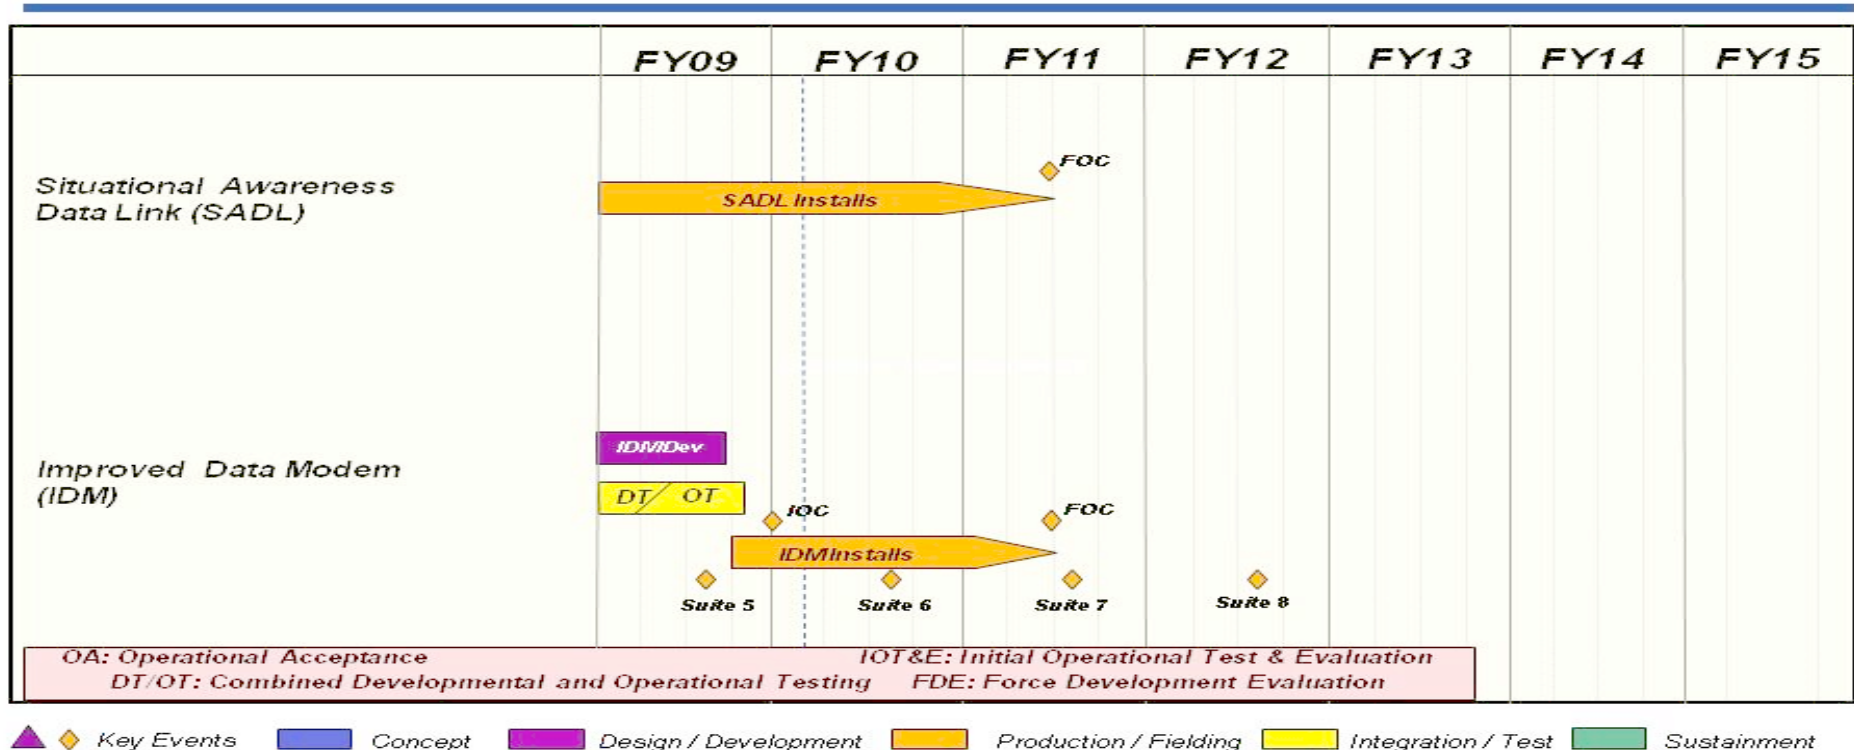 FY09 FY10 FY11 FY12 FY13 FY14 FY15
FOC
Situational Awareness
Data Link (SADL)
SADL Installs
IDMDev
Improved Data Modem
(IDM)
DT/ OT
IOC
FOC
IDMInstalls
Suite 5 Suite 6 Suite 7 Suite 8
OA: Operational Acceptance IOT&E: Initial Operational Test & Evaluation
DT/OT: Combined Developmental and Operational Testing FDE: Force Development Evaluation
Key Events Concept Design / Development Production / Fielding Integration / Test Sustainment